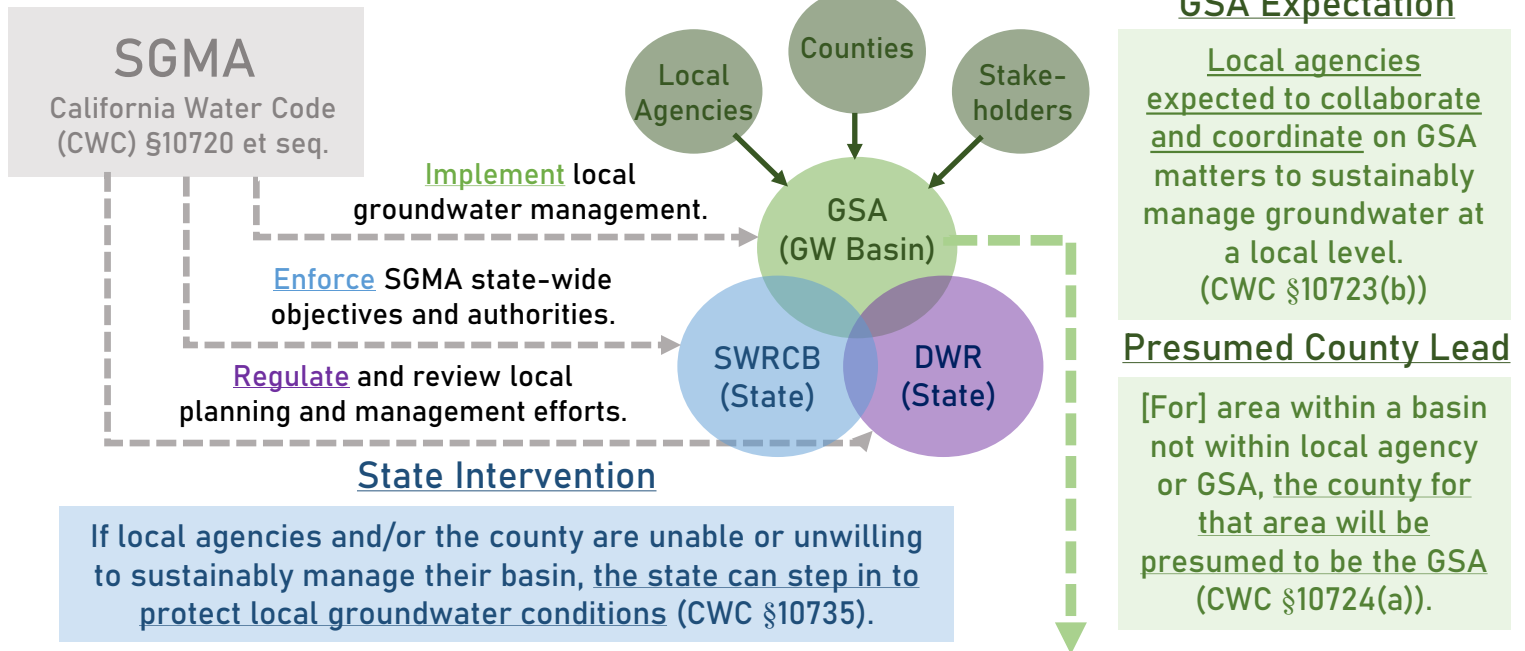 SGMA
California Water Code
(CWC) §10720 et seq.
Local
Agencies
Counties
Stake-
holders
Implement local
groundwater management.
GSA
(GW Basin)
Enforce SGMA state-wide
objectives and authorities.
SWRCB
(State)
DWR
(State)
Regulate and review local
planning and management efforts.
State Intervention
If local agencies and/or the county are unable or unwilling
to sustainably manage their basin, the state can step in to
protect local groundwater conditions (CWC §10735).
GSA Expectation
Local agencies
expected to collaborate
and coordinate on GSA
matters to sustainably
manage groundwater at
a local level.
(CWC §10723(b))
Presumed County Lead
[For] area within a basin
not within local agency
or GSA, the county for
that area will be
presumed to be the GSA
(CWC §10724(a)).